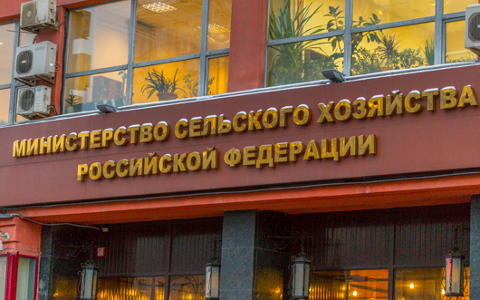 МИНИСТЕРСТВО СЕЛЬСКОГО ХОЗЯЙСТВА
РОССИЙСКОЙ ФЕДЕРАЦИИ